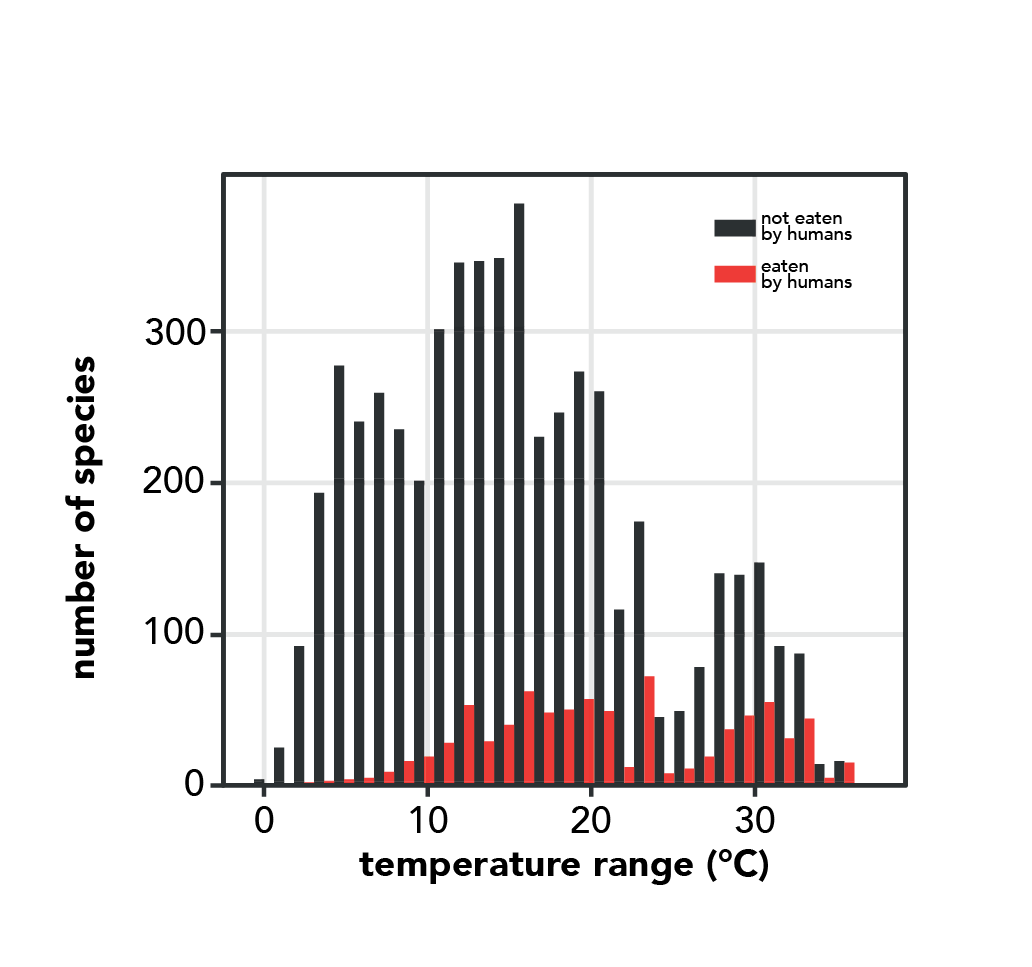 not eaten
by humans
eaten
by humans
300
200
100
0
number of species
0 10 20 30
temperature range (°C)